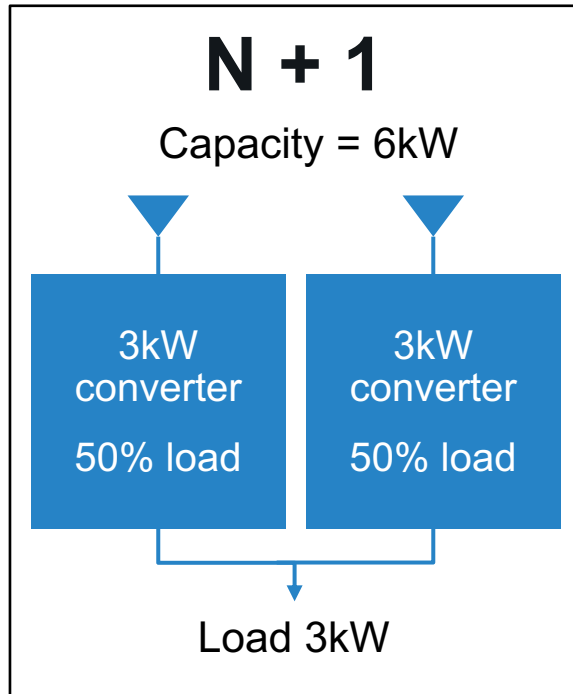 N + 1
Capacity = 6kW
3kW
converter
50% load
3kW
converter
50% load
Load 3kW